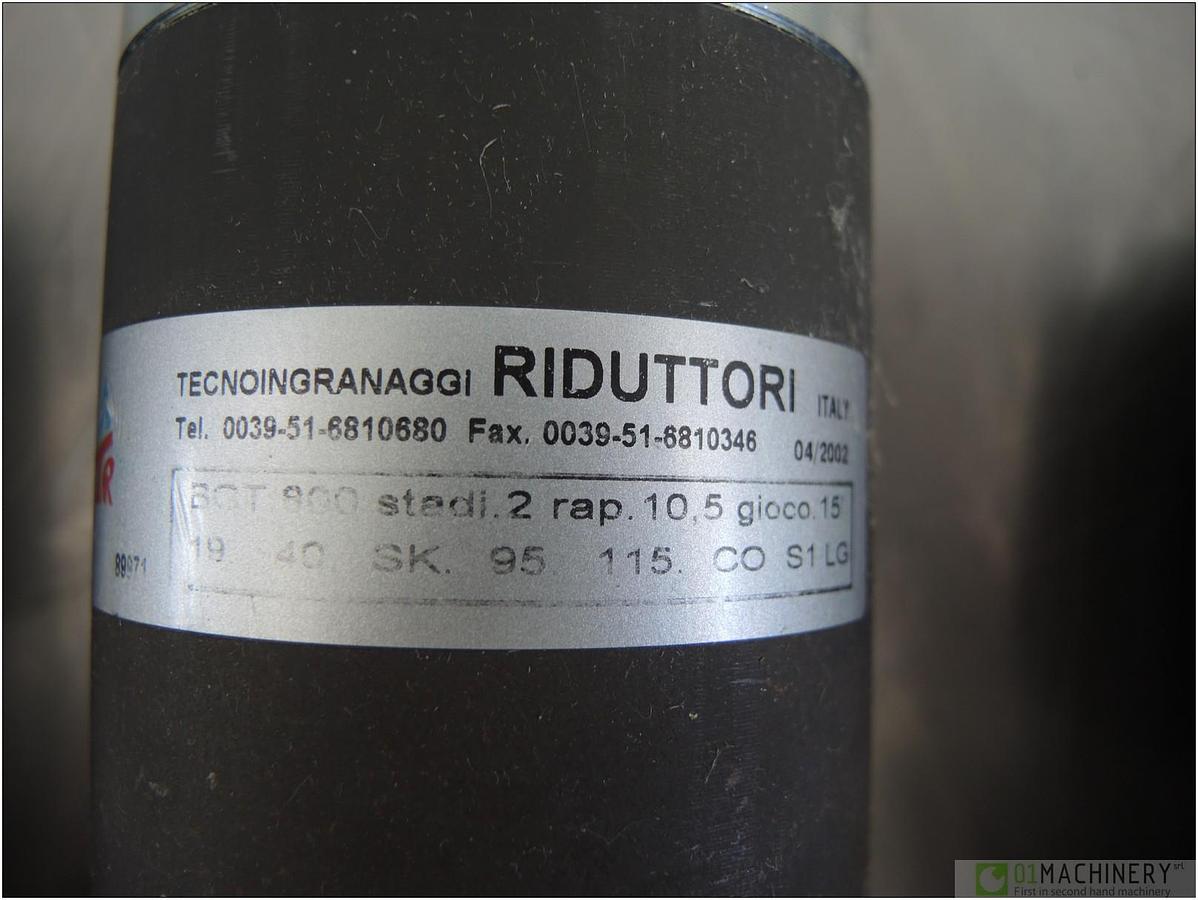 TECNOINGRANAGGI RIDUTTORI ITALY
Tel. 0039-51-6810680 Fax. 0039-51-6810346 04/2002
TR
stadi.2 rap.10,5 gioco.15'
19 40 SK. 95 115. CO S1 LG
01MACHINERY srl
First in second hand machinery.